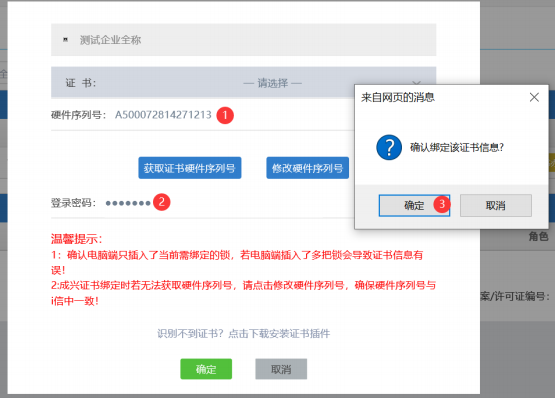 测试企业全称
证 书： — 请选择 —
硬件序列号： A500072814271213 1
获取证书硬件序列号 修改硬件序列号
登录密码： ●●●●●●● 2
温馨提示：
1：确认电脑端只插入了当前需绑定的锁，若电脑端插入了多把锁会导致证书信息有
误！
2:成兴证书绑定时若无法获取硬件序列号，请点击修改硬件序列号，确保硬件序列号与
i信中一致！
识别不到证书？点击下载安装证书插件
确定 取消
来自网页的消息
确认绑定该证书信息?
确定 3 取消
角色
案/许可证编号：